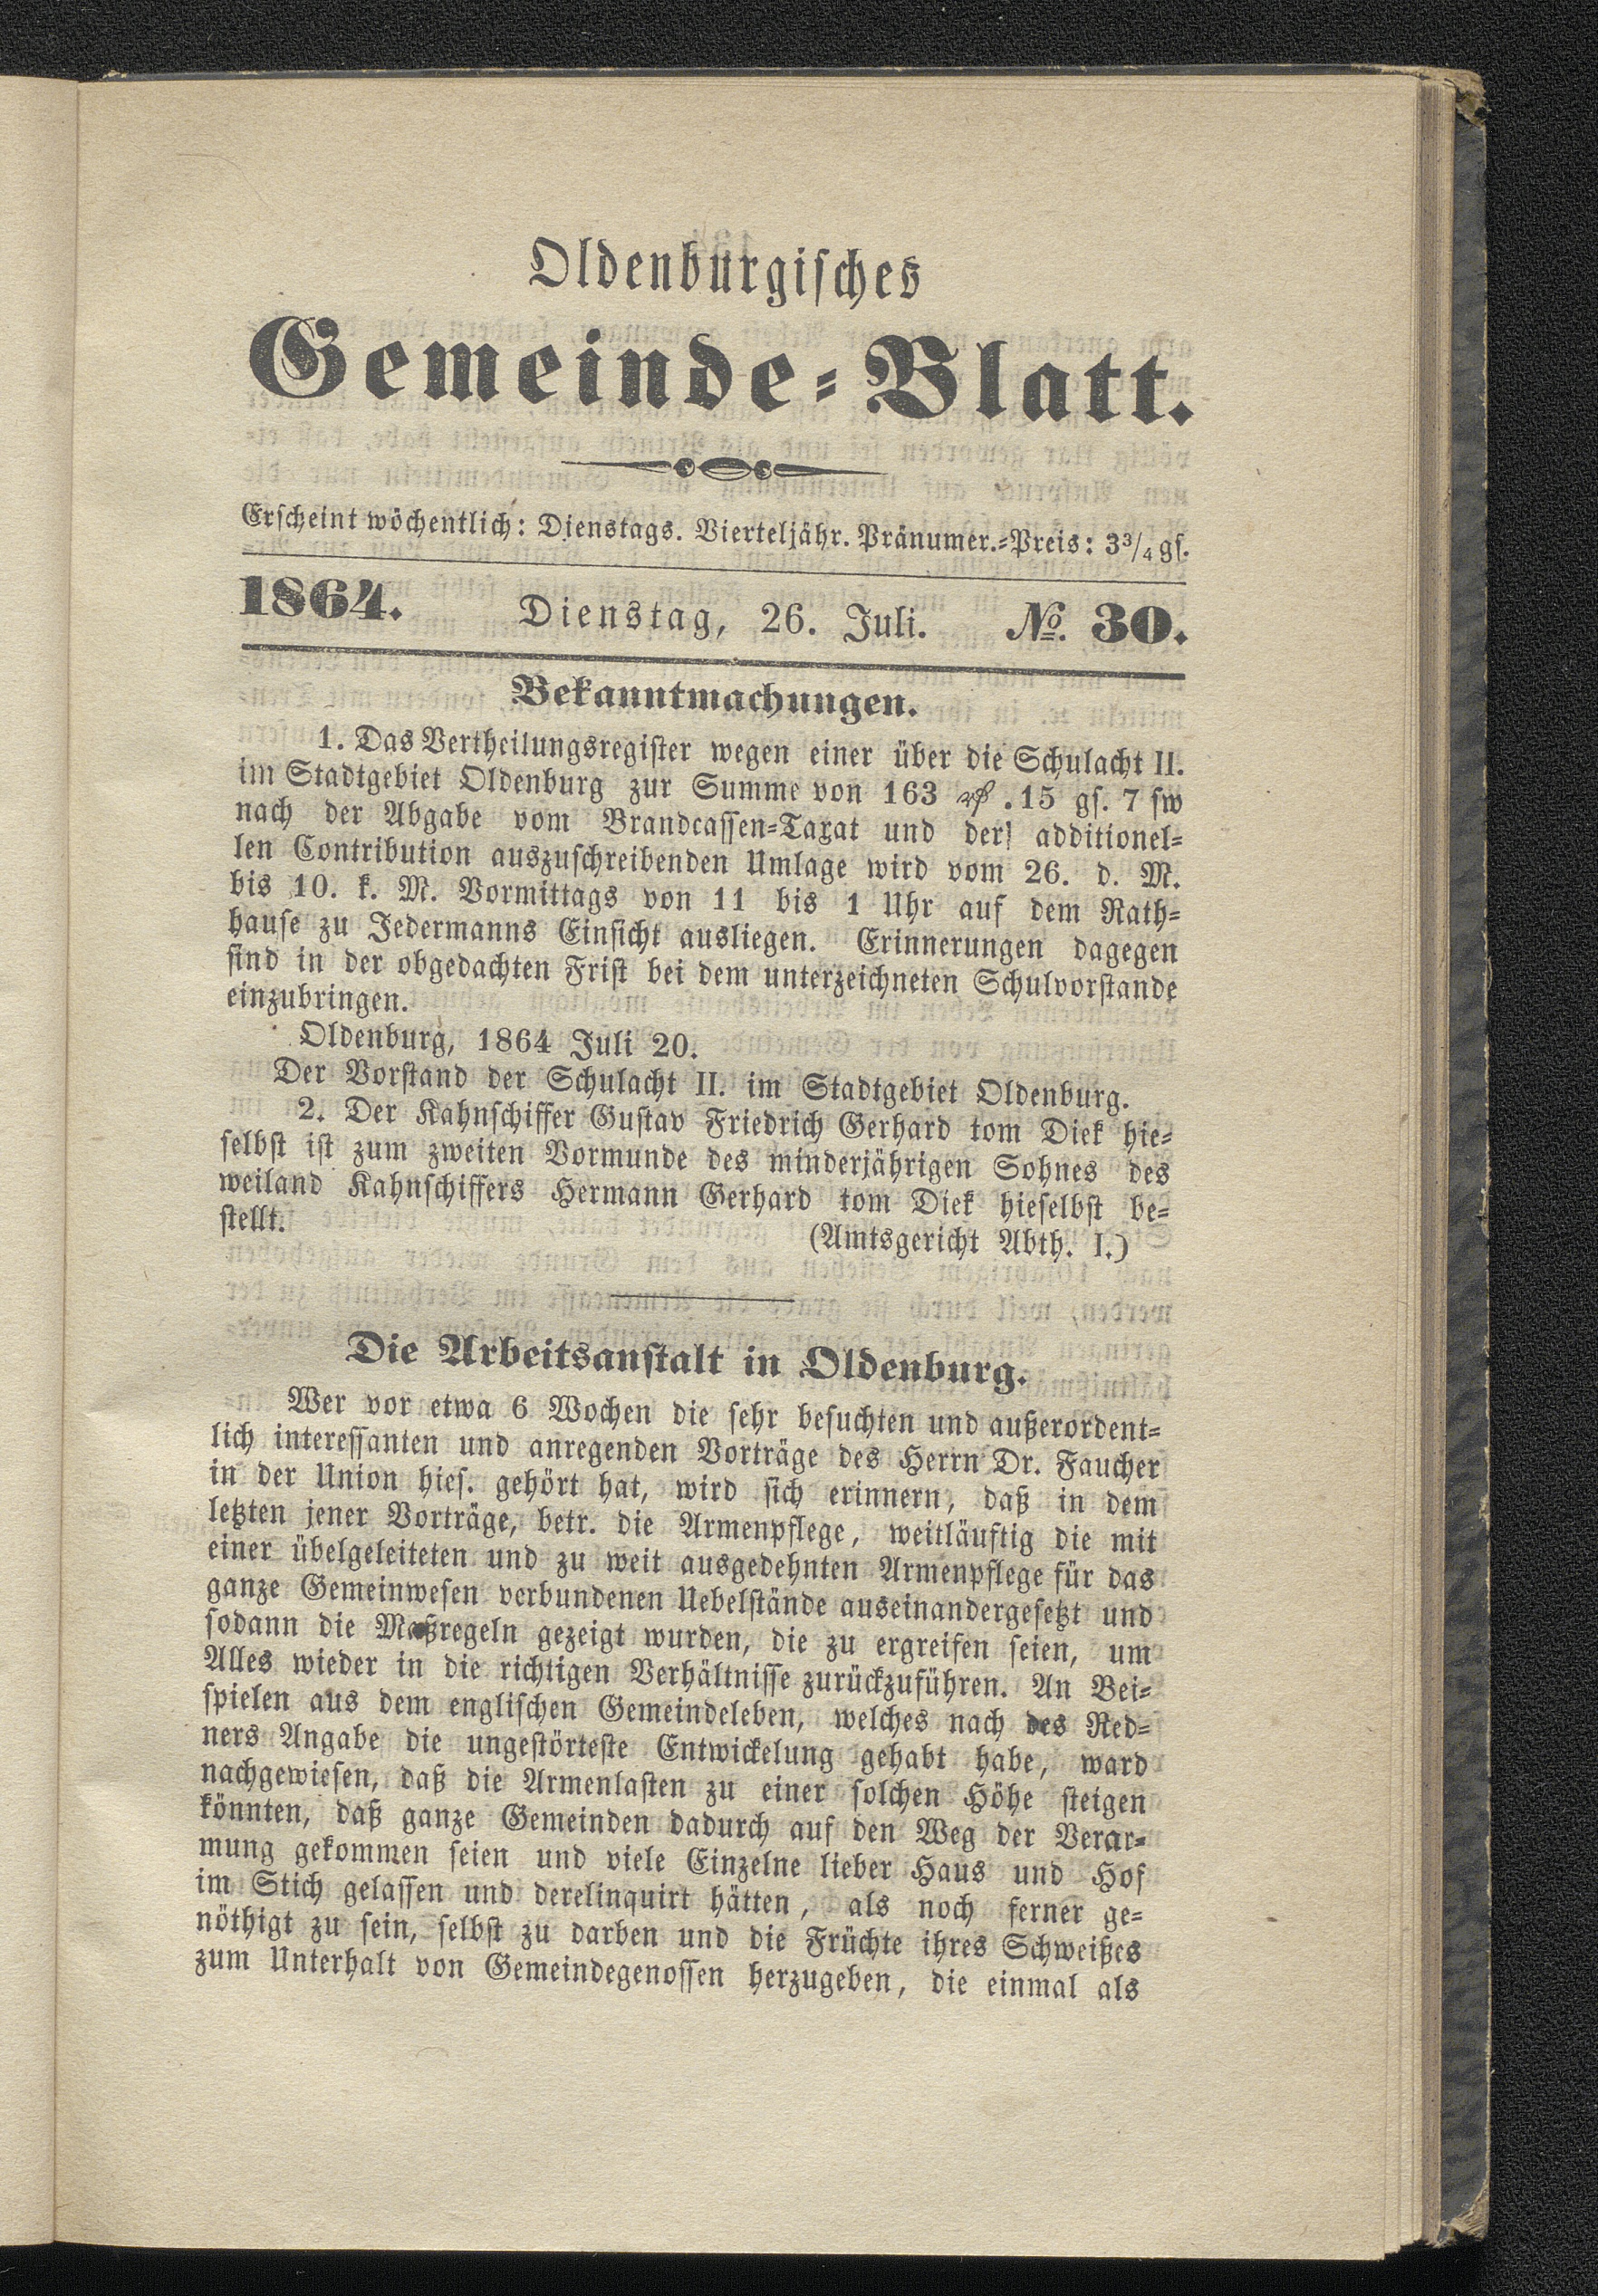 Oldenburgisches
Gemeinde-Blatt.
Erscheint wöchentlich: Dienstags. Vierteljähr. Pränumer.-Preis: 3 3/4 gs.
1864. Dienstag, 26. Juli. № 30.
Bekanntmachungen.
1. Das Vertheilungsregister wegen einer über die Schulacht II.
im Stadtgebiet Oldenburg zur Summe von 163 ₰ 15 gs. 7 sw
nach der Abgabe vom Brandcassen-Taxat und der additionel-
len Contribution auszuschreibenden Umlage wird vom 26. d. M.
bis 10. k. M. Vormittags von 11 bis 1 Uhr auf dem Rath-
hause zu Jedermanns Einsicht ausliegen. Erinnerungen dagegen
sind in der obgedachten Frist bei dem unterzeichneten Schulvorstande
einzubringen.
Oldenburg, 1864 Juli 20.
Der Vorstand der Schulacht II. im Stadtgebiet Oldenburg.
2. Der Kahnschiffer Gustav Friedrich Gerhard tom Diek hie-
selbst ist zum zweiten Vormunde des minderjährigen Sohnes des
weiland Kahnschiffers Hermann Gerhard tom Diek hieselbst be-
stellt. (Amtsgericht Abth. I.)
Die Arbeitsanstalt in Oldenburg.
Wer vor etwa 6 Wochen die sehr besuchten und außerordent-
lich interessanten und anregenden Vorträge des Herrn Dr. Faucher
in der Union hies. gehört hat, wird sich erinnern, daß in dem
letzten jener Vorträge, betr. die Armenpflege, weitläuftig die mit
einer übelgeleiteten und zu weit ausgedehnten Armenpflege für das
ganze Gemeinwesen verbundenen Uebelstände auseinandergesetzt und
sodann die Maßregeln gezeigt wurden, die zu ergreifen seien, um
Alles wieder in die richtigen Verhältnisse zurückzuführen. An Bei-
spielen aus dem englischen Gemeindeleben, welches nach des Red-
ners Angabe die ungestörteste Entwickelung gehabt habe, ward
nachgewiesen, daß die Armenlasten zu einer solchen Höhe steigen
könnten, daß ganze Gemeinden dadurch auf den Weg der Verar-
mung gekommen seien und viele Einzelne lieber Haus und Hof
im Stich gelassen und derelinquirt hätten, als noch ferner ge-
nöthigt zu sein, selbst zu darben und die Früchte ihres Schweißes
zum Unterhalt von Gemeindegenossen herzugeben, die einmal als